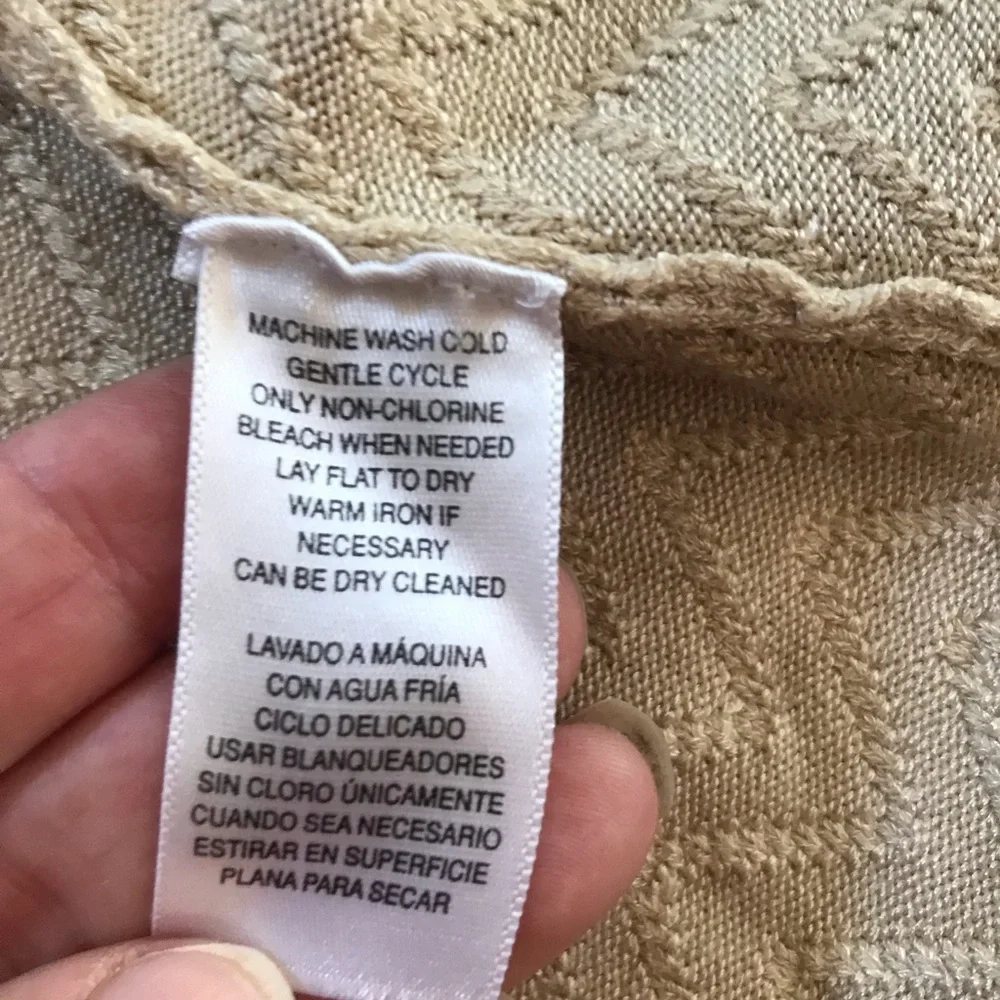 MACHINE WASH COLD
GENTLE CYCLE
ONLY NON-CHLORINE
BLEACH WHEN NEEDED
LAY FLAT TO DRY
WARM IRON IF
NECESSARY
CAN BE DRY CLEANED
LAVADO A MÁQUINA
CON AGUA FRÍA
CICLO DELICADO
USAR BLANQUEADORES
SIN CLORO ÚNICAMENTE
CUANDO SEA NECESARIO
ESTIRAR EN SUPERFICIE
PLANA PARA SECAR